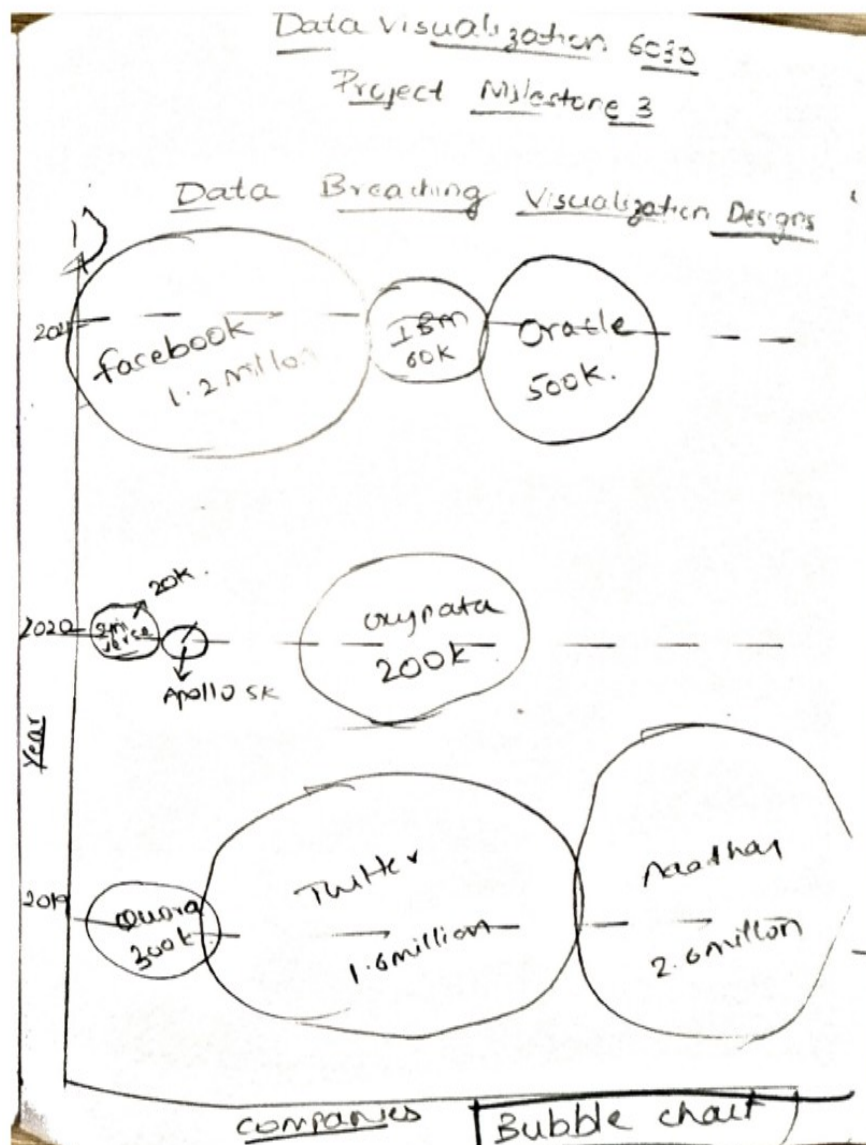 Data Visualization 6030
Project Milestone 3
Data Breaching Visualization Designs
1)
2021
facebook
1.2 millon
IBM
60K
Oracle
500K.
20K.
2020
Apollo 5K
200K
Year
2019
Quora
300K
Twitter
1.6 million
Aadhar
2.6 millon
Companies
Bubble chart